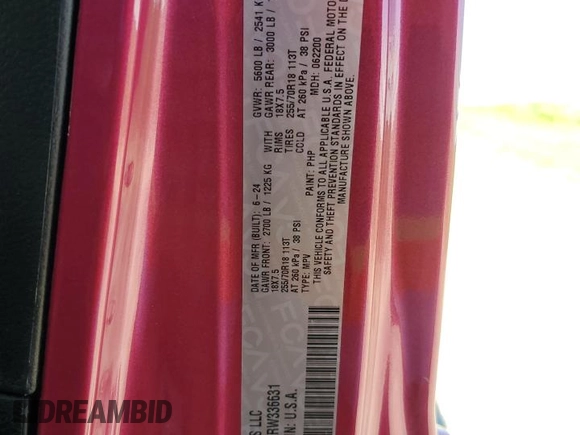 S LLC
DATE OF MFR (BUILT): 6-24 GVWR: 5600 LB / 2541 K
GAWR FRONT: 2700 LB / 1225 KG WITH GAWR REAR: 3000 LB /
18X7.5 RIMS 18X7.5
255/70R18 113T TIRES 255/70R18 113T
AT 260 kPa / 38 PSI COLD AT 260 kPa / 38 PSI
TYPE: MPV PAINT: PHP MDH: 062200
THIS VEHICLE CONFORMS TO ALL APPLICABLE U.S.A. FEDERAL MOTO
SAFETY AND THEFT PREVENTION STANDARDS IN EFFECT ON THE D
MANUFACTURE SHOWN ABOVE.
RW336631
IN: U.S.A.
DREAMBID